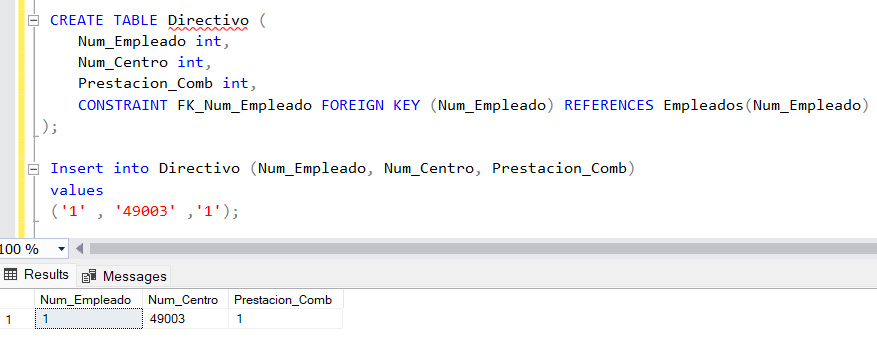 CREATE TABLE Directivo (
Num_Empleado int,
Num_Centro int,
Prestacion_Comb int,
CONSTRAINT FK_Num_Empleado FOREIGN KEY (Num_Empleado) REFERENCES Empleados(Num_Empleado)
);
Insert into Directivo (Num_Empleado, Num_Centro, Prestacion_Comb)
values
('1' , '49003' ,'1');
100 %
Results Messages
Num_Empleado Num_Centro Prestacion_Comb
1 1 49003 1